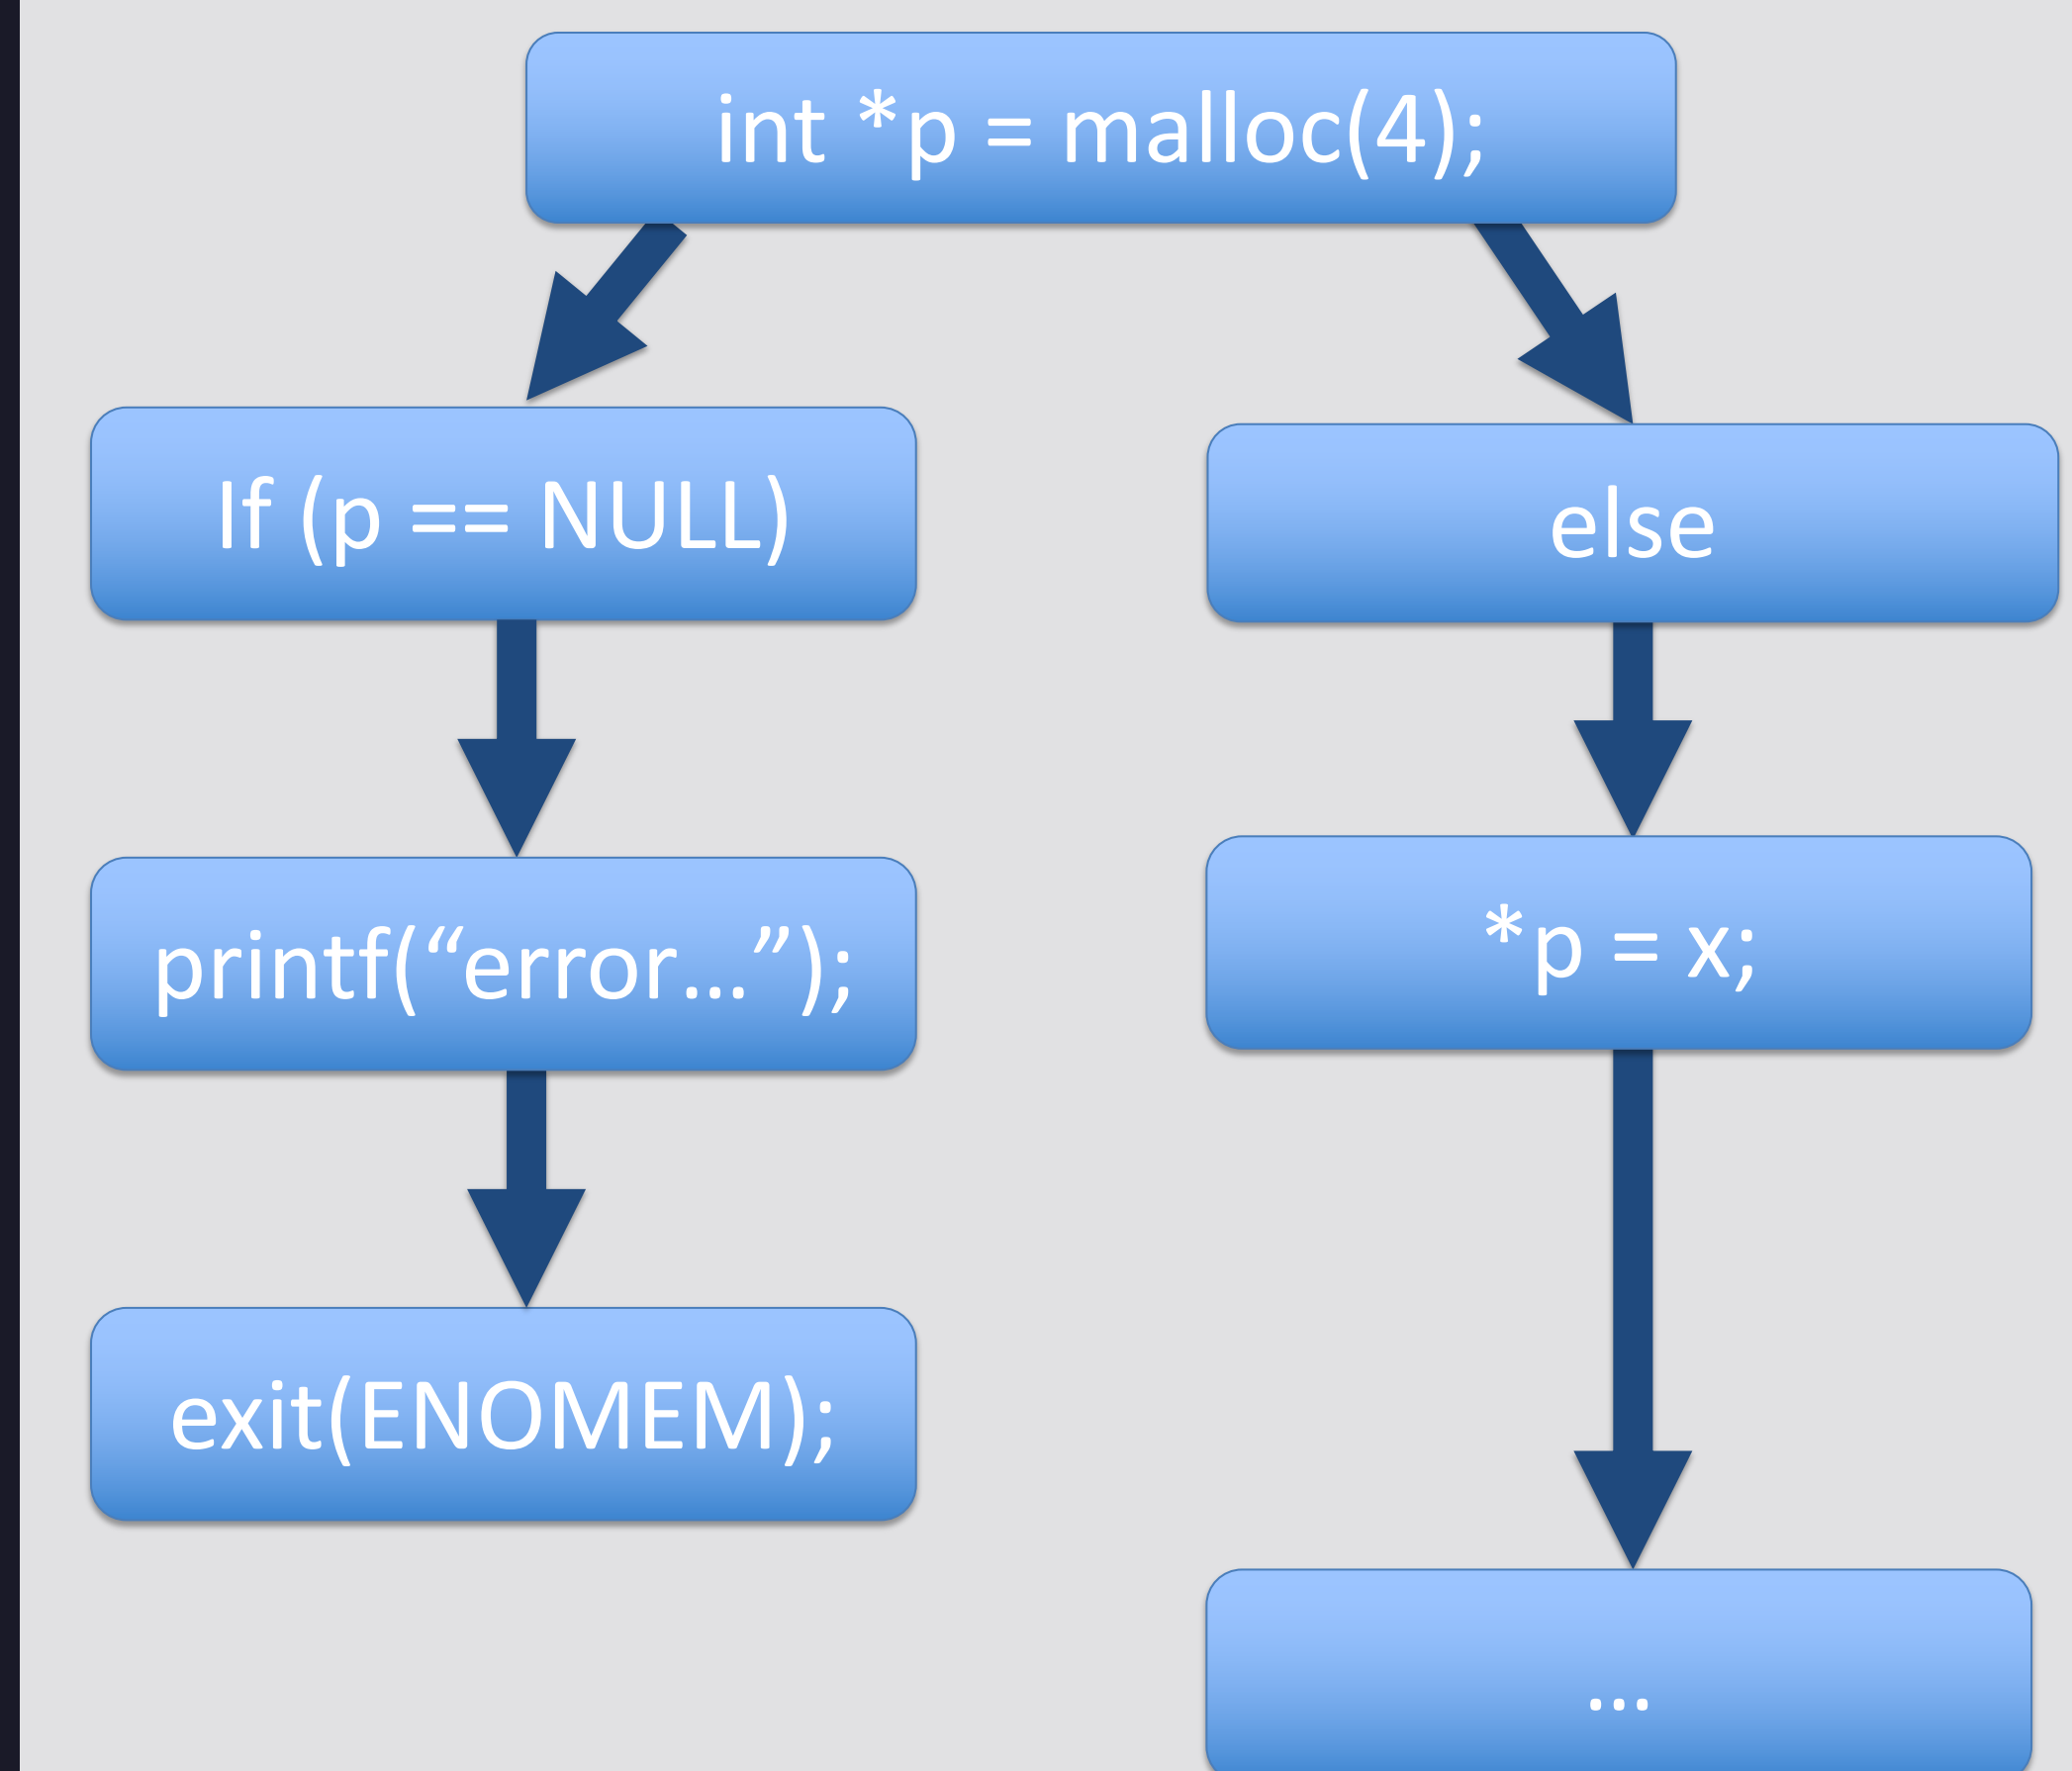 int *p = malloc(4);
If (p == NULL)
else
printf(“error…”);
*p = x;
exit(ENOMEM);
…